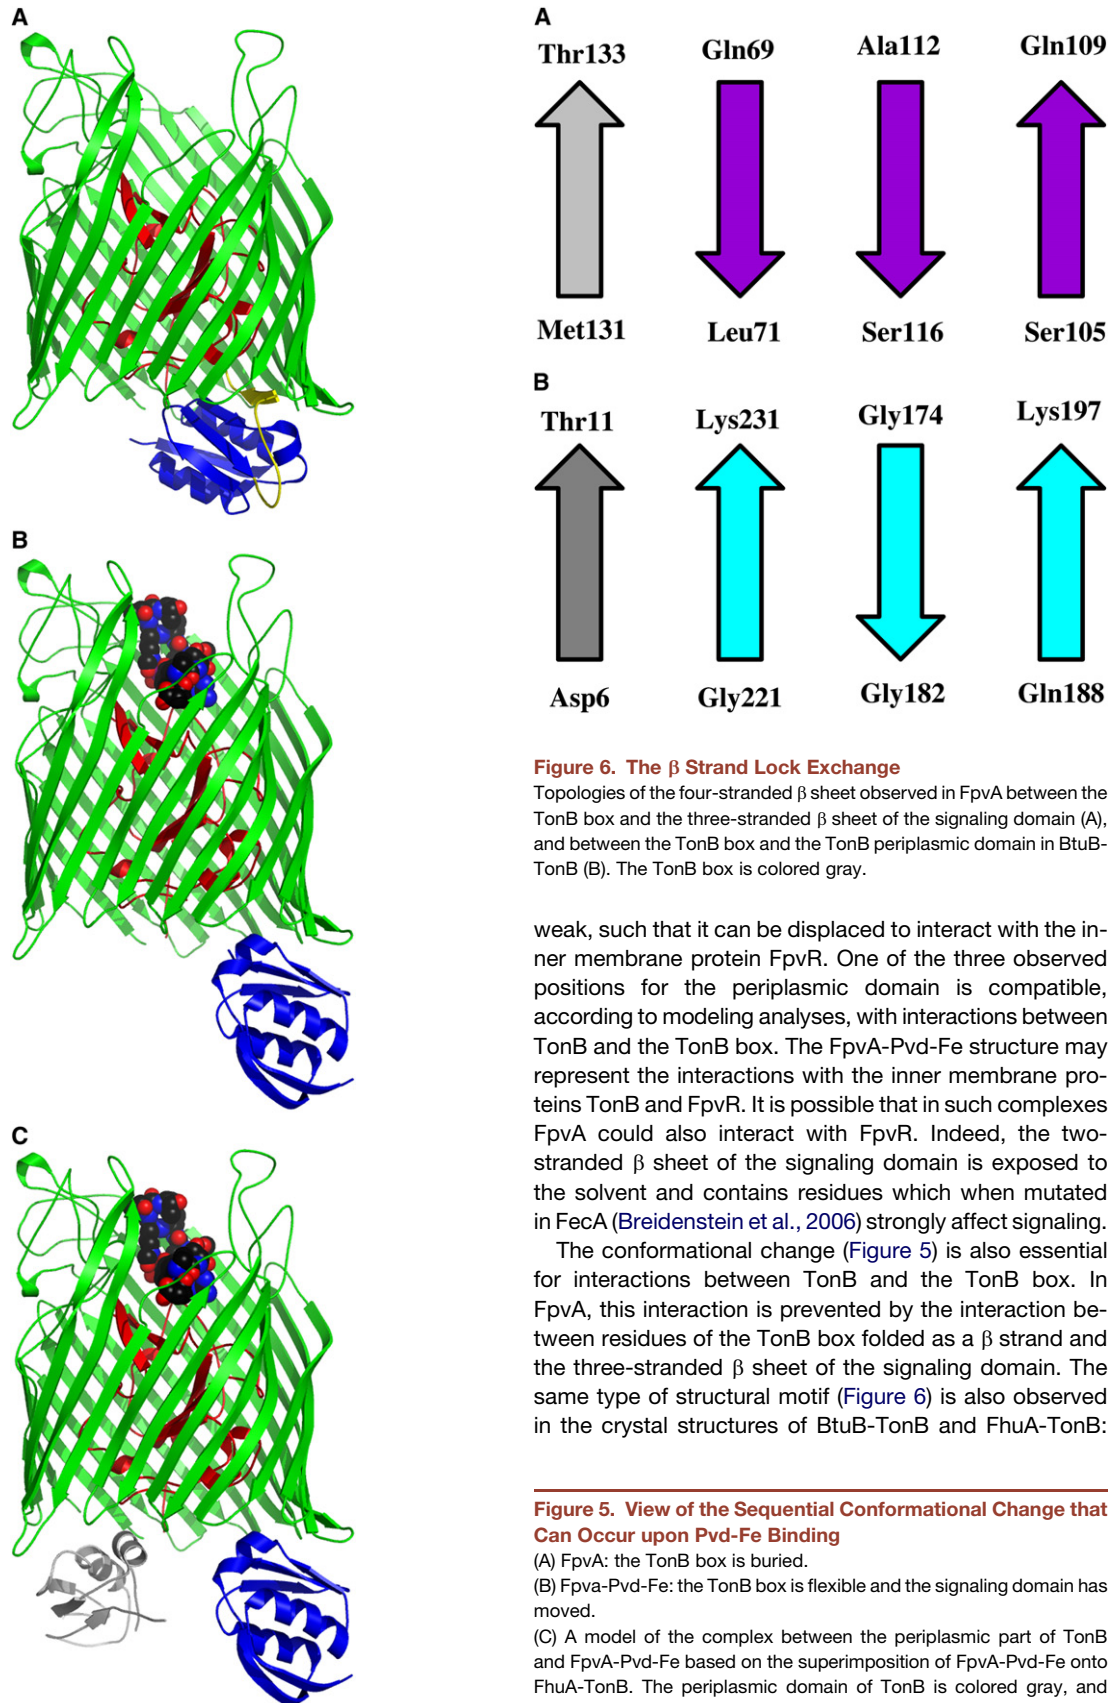 A
B
C
A
Thr133 Gln69 Ala112 Gln109
Met131 Leu71 Ser116 Ser105
B
Thr11 Lys231 Gly174 Lys197
Asp6 Gly221 Gly182 Gln188
Figure 6. The β Strand Lock Exchange
Topologies of the four-stranded β sheet observed in FpvA between the
TonB box and the three-stranded β sheet of the signaling domain (A),
and between the TonB box and the TonB periplasmic domain in BtuB-
TonB (B). The TonB box is colored gray.
weak, such that it can be displaced to interact with the in-
ner membrane protein FpvR. One of the three observed
positions for the periplasmic domain is compatible,
according to modeling analyses, with interactions between
TonB and the TonB box. The FpvA-Pvd-Fe structure may
represent the interactions with the inner membrane pro-
teins TonB and FpvR. It is possible that in such complexes
FpvA could also interact with FpvR. Indeed, the two-
stranded β sheet of the signaling domain is exposed to
the solvent and contains residues which when mutated
in FecA (Breidenstein et al., 2006) strongly affect signaling.
The conformational change (Figure 5) is also essential
for interactions between TonB and the TonB box. In
FpvA, this interaction is prevented by the interaction be-
tween residues of the TonB box folded as a β strand and
the three-stranded β sheet of the signaling domain. The
same type of structural motif (Figure 6) is also observed
in the crystal structures of BtuB-TonB and FhuA-TonB:
Figure 5. View of the Sequential Conformational Change that
Can Occur upon Pvd-Fe Binding
(A) FpvA: the TonB box is buried.
(B) Fpva-Pvd-Fe: the TonB box is flexible and the signaling domain has
moved.
(C) A model of the complex between the periplasmic part of TonB
and FpvA-Pvd-Fe based on the superimposition of FpvA-Pvd-Fe onto
FhuA-TonB. The periplasmic domain of TonB is colored gray, and